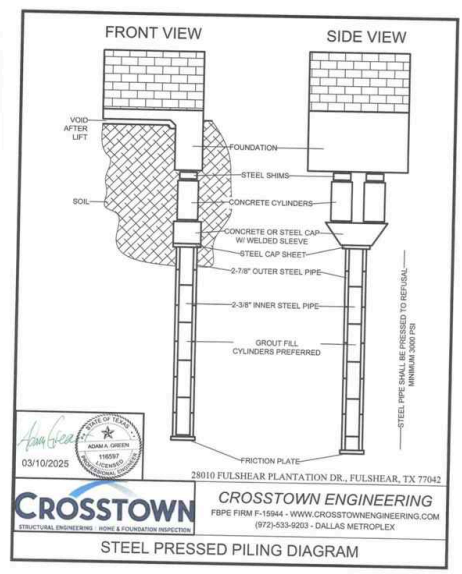 FRONT VIEW
SIDE VIEW
VOID
AFTER
LIFT
FOUNDATION
STEEL SHIMS
SOIL
CONCRETE CYLINDERS
CONCRETE OR STEEL CAP
W/ WELDED SLEEVE
STEEL CAP SHEET
2-7/8" OUTER STEEL PIPE
2-3/8" INNER STEEL PIPE
GROUT FILL
CYLINDERS PREFERRED
STEEL PIPE SHALL BE PRESSED TO REFUSAL
MINIMUM 3000 PSI
FRICTION PLATE
Adam Green
STATE OF TEXAS
ADAM A. GREEN
116597
LICENSED
PROFESSIONAL ENGINEER
03/10/2025
28010 FULSHEAR PLANTATION DR., FULSHEAR, TX 77042
CROSSTOWN
STRUCTURAL ENGINEERING HOME & FOUNDATION INSPECTION
CROSSTOWN ENGINEERING
FBPE FIRM F-15944 - WWW.CROSSTOWNENGINEERING.COM
(972)-533-9203 - DALLAS METROPLEX
STEEL PRESSED PILING DIAGRAM